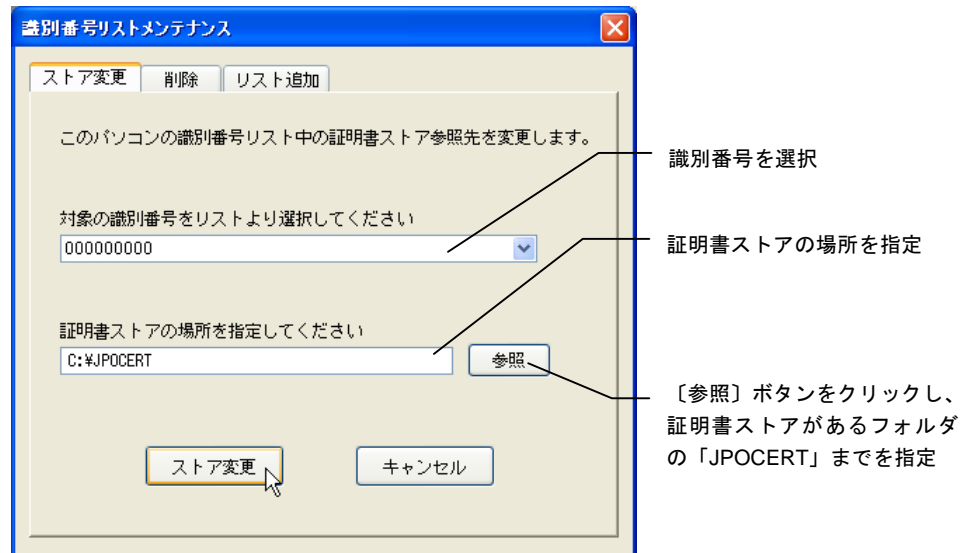 識別番号リストメンテナンス
ストア変更
削除
リスト追加
このパソコンの識別番号リスト中の証明書ストア参照先を変更します。
識別番号を選択
対象の識別番号をリストより選択してください
000000000
証明書ストアの場所を指定
証明書ストアの場所を指定してください
C:¥JPOCERT
参照
〔参照〕ボタンをクリックし、
証明書ストアがあるフォルダ
の「JPOCERT」までを指定
ストア変更
キャンセル